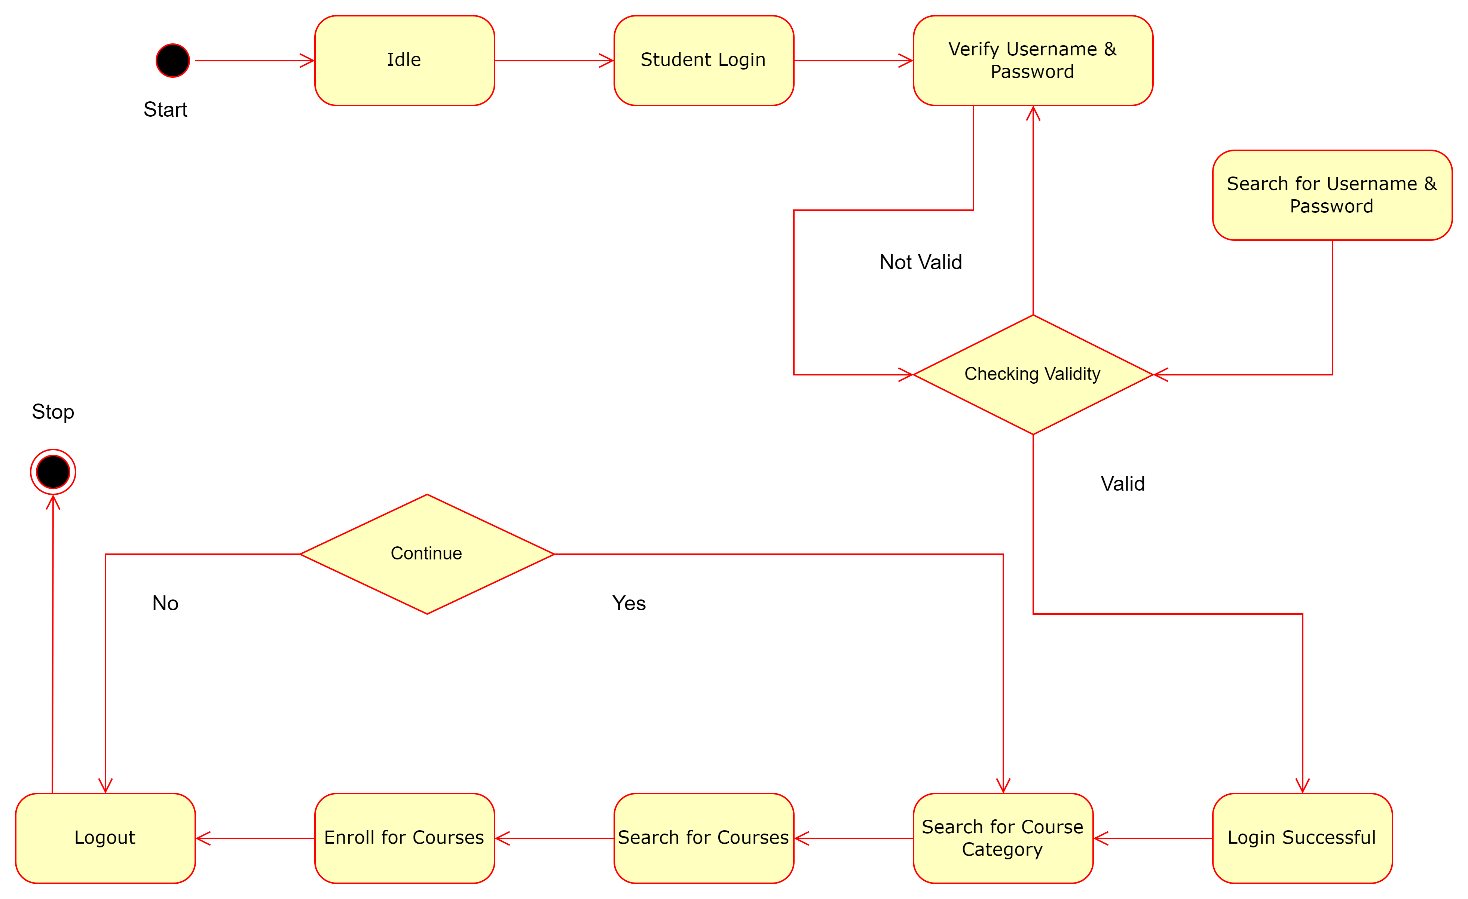 Idle
Student Login
Verify Username &
Password
Start
Search for Username &
Password
Not Valid
Checking Validity
Stop
Valid
Continue
No
Yes
Logout
Enroll for Courses
Search for Courses
Search for Course
Category
Login Successful